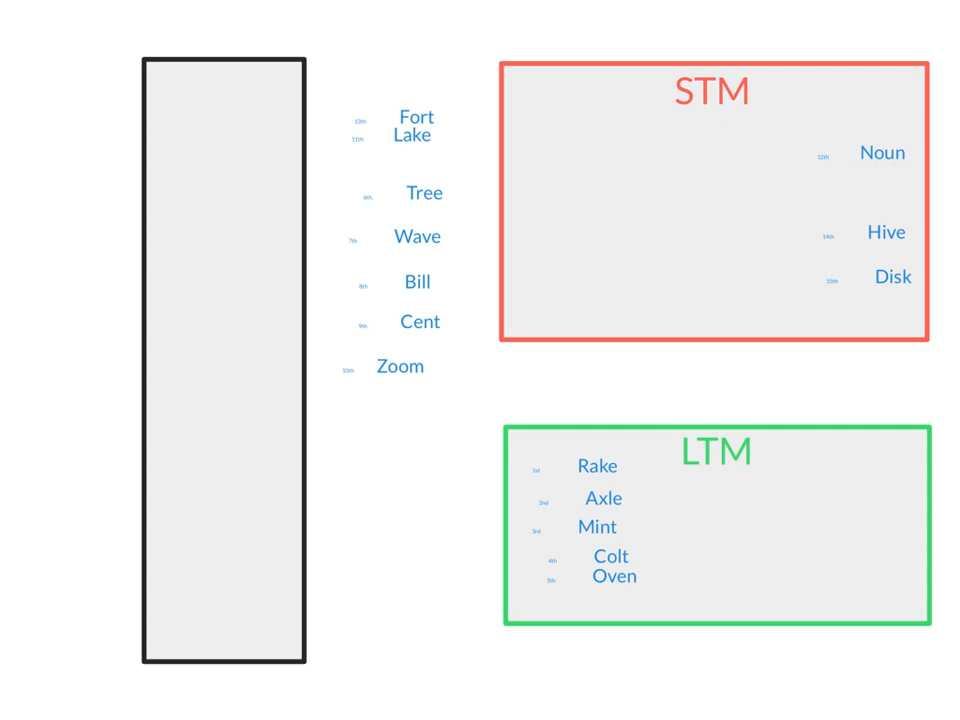 13th Fort
11th Lake
6th Tree
7th Wave
8th Bill
9th Cent
10th Zoom
STM
12th Noun
14th Hive
15th Disk
LTM
1st Rake
2nd Axle
3rd Mint
4th Colt
5th Oven